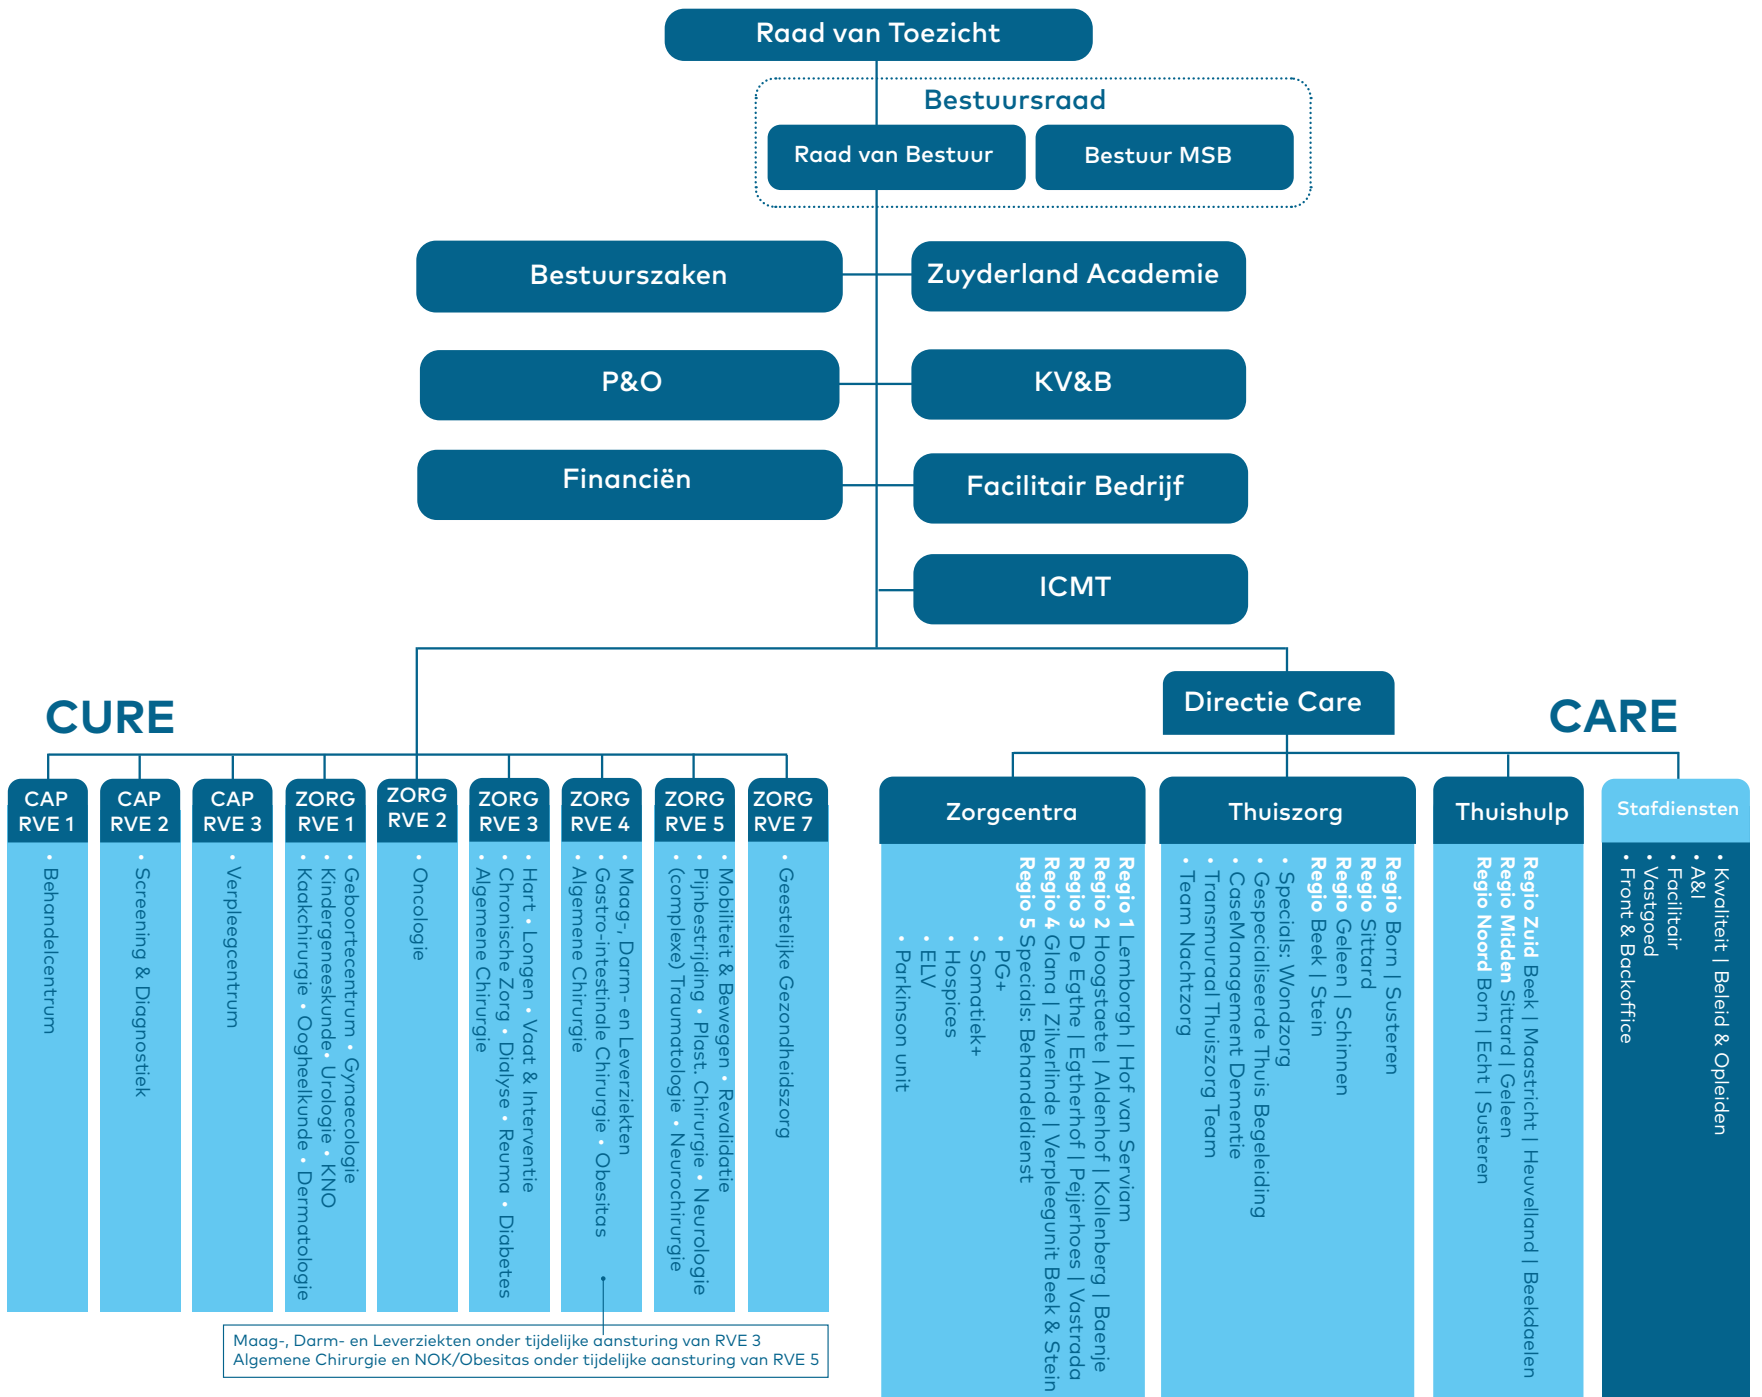 Raad van Toezicht
Bestuursraad
Raad van Bestuur
Bestuur MSB
Bestuurszaken
Zuyderland Academie
P&O
KV&B
Financiën
Facilitair Bedrijf
ICMT
Directie Care
CURE
CARE
CAP
RVE 1
• Behandelcentrum
CAP
RVE 2
• Screening & Diagnostiek
CAP
RVE 3
• Verpleegcentrum
ZORG
RVE 1
• Geboortecentrum • Gynaecologie
• Kindergeneeskunde• Urologie • KNO
• Kaakchirurgie • Oogheelkunde • Dermatologie
ZORG
RVE 2
• Oncologie
ZORG
RVE 3
• Hart • Longen • Vaat & Interventie
• Chronische Zorg • Dialyse • Reuma • Diabetes
• Algemene Chirurgie
ZORG
RVE 4
• Maag-, Darm- en Leverziekten
• Gastro-intestinale Chirurgie • Obesitas
• Algemene Chirurgie
ZORG
RVE 5
• Mobiliteit & Bewegen • Revalidatie
• Pijnbestrijding • Plast. Chirurgie • Neurologie
• (complexe) Traumatologie • Neurochirurgie
ZORG
RVE 7
• Geestelijke Gezondheidszorg
Maag-, Darm- en Leverziekten onder tijdelijke aansturing van RVE 3
Algemene Chirurgie en NOK/Obesitas onder tijdelijke aansturing van RVE 5
Zorgcentra
Regio 1 Lemborgh | Hof van Serviam
Regio 2 Hoogstaete | Aldenhof | Kollenberg | Baenje
Regio 3 De Egthe | Egtherhof | Pejjerhoes | Vastrada
Regio 4 Glana | Zilverlinde | Verpleegunit Beek & Stein
Regio 5 Specials: Behandeldienst
• PG+
• Somatiek+
• Hospices
• ELV
• Parkinson unit
Thuiszorg
Regio Born | Susteren
Regio Sittard
Regio Geleen | Schinnen
Regio Beek | Stein
• Specials: Wondzorg
• Gespecialiseerde Thuis Begeleiding
• CaseManagement Dementie
• Transmuraal Thuiszorg Team
• Team Nachtzorg
Thuishulp
Regio Zuid Beek | Maastricht | Heuvelland | Beekdaelen
Regio Midden Sittard | Geleen
Regio Noord Born | Echt | Susteren
Stafdiensten
• Kwaliteit | Beleid & Opleiden
• A&I
• Facilitair
• Vastgoed
• Front & Backoffice